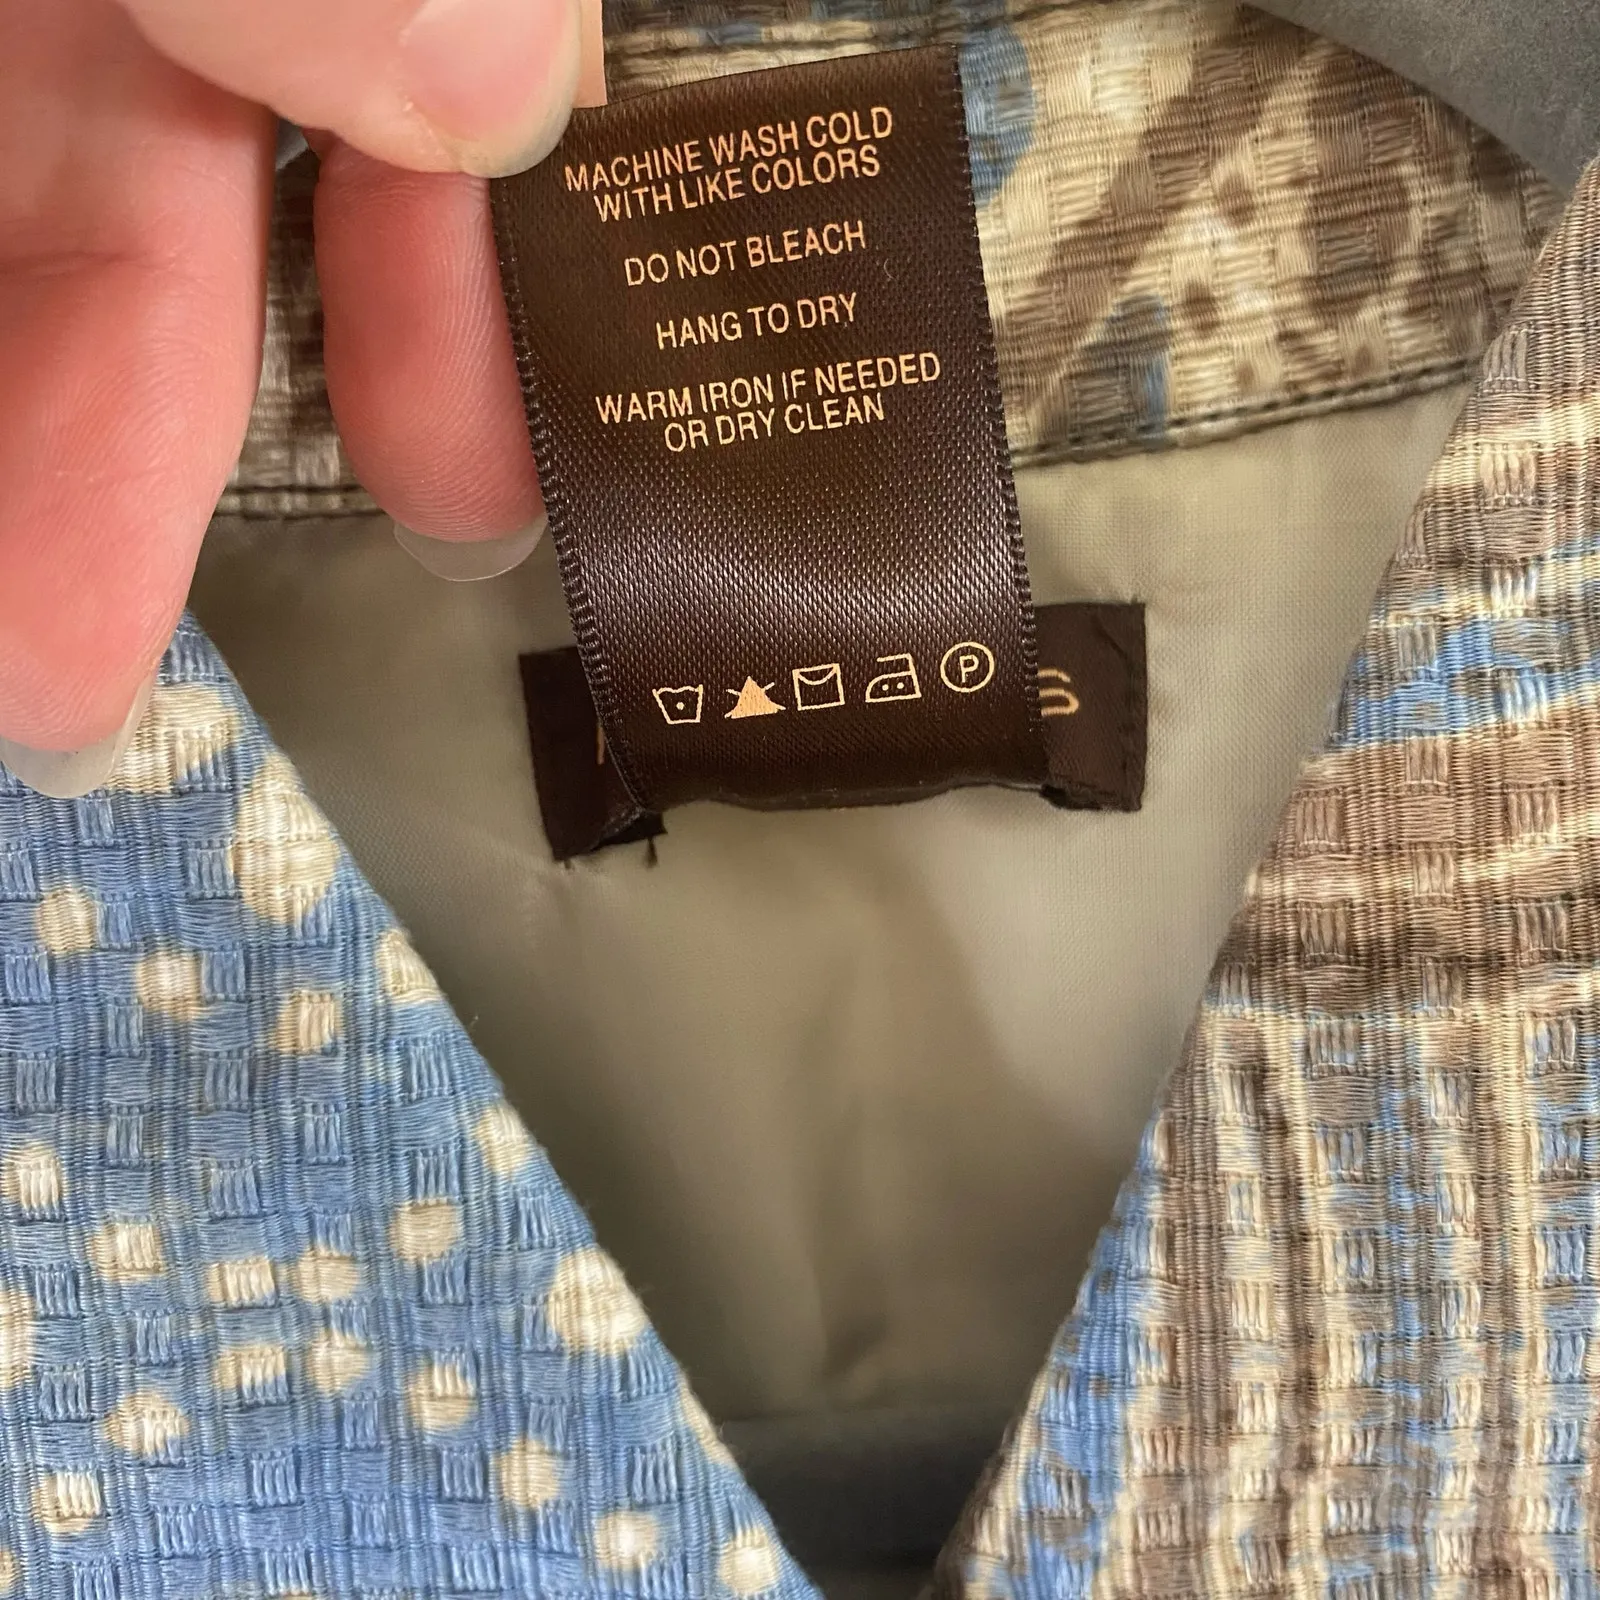 MACHINE WASH COLD
WITH LIKE COLORS
DO NOT BLEACH
HANG TO DRY
WARM IRON IF NEEDED
OR DRY CLEAN
P